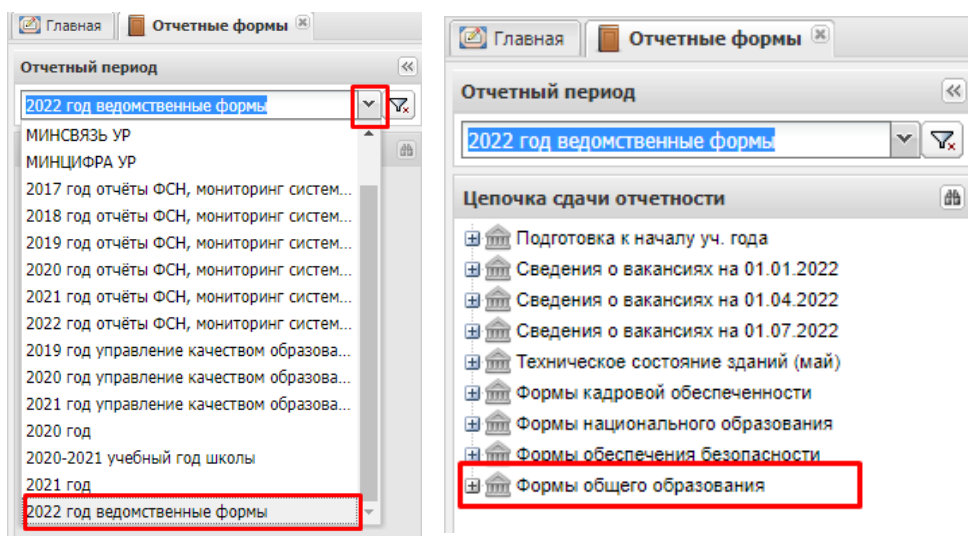 Главная
Отчетные формы
Отчетный период
2022 год ведомственные формы
МИНСВЯЗЬ УР
МИНЦИФРА УР
2017 год отчёты ФСН, мониторинг систем...
2018 год отчёты ФСН, мониторинг систем...
2019 год отчёты ФСН, мониторинг систем...
2020 год отчёты ФСН, мониторинг систем...
2021 год отчёты ФСН, мониторинг систем...
2022 год отчёты ФСН, мониторинг систем...
2019 год управление качеством образова...
2020 год управление качеством образова...
2021 год управление качеством образова...
2020 год
2020-2021 учебный год школы
2021 год
2022 год ведомственные формы
Главная
Отчетные формы
Отчетный период
2022 год ведомственные формы
Цепочка сдачи отчетности
Подготовка к началу уч. года
Сведения о вакансиях на 01.01.2022
Сведения о вакансиях на 01.04.2022
Сведения о вакансиях на 01.07.2022
Техническое состояние зданий (май)
Формы кадровой обеспеченности
Формы национального образования
Формы обеспечения безопасности
Формы общего образования